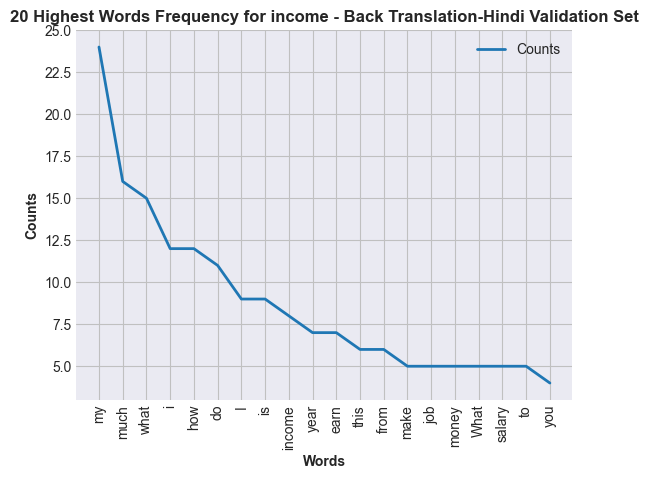 20 Highest Words Frequency for income - Back Translation-Hindi Validation Set
25.0
22.5
20.0
17.5
15.0
12.5
10.0
7.5
5.0
Counts
Counts
my
much
what
i
how
do
I
is
income
year
earn
this
from
make
job
money
What
salary
to
you
Words